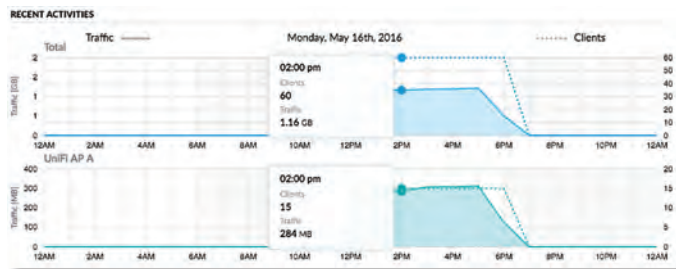 RECENT ACTIVITIES
Traffic Monday, May 16th, 2016 Clients
Total
Traffic [GB]
2
2
1
1
0
60
50
40
30
20
10
0
02:00 pm
Clients
60
Traffic
1.16 GB
12AM 2AM 4AM 6AM 8AM 10AM 12PM 2PM 4PM 6PM 8PM 10PM 12AM
UniFi AP A
Traffic [MB]
400
300
200
100
0
20
15
10
5
0
02:00 pm
Clients
15
Traffic
284 MB
12AM 2AM 4AM 6AM 8AM 10AM 12PM 2PM 4PM 6PM 8PM 10PM 12AM